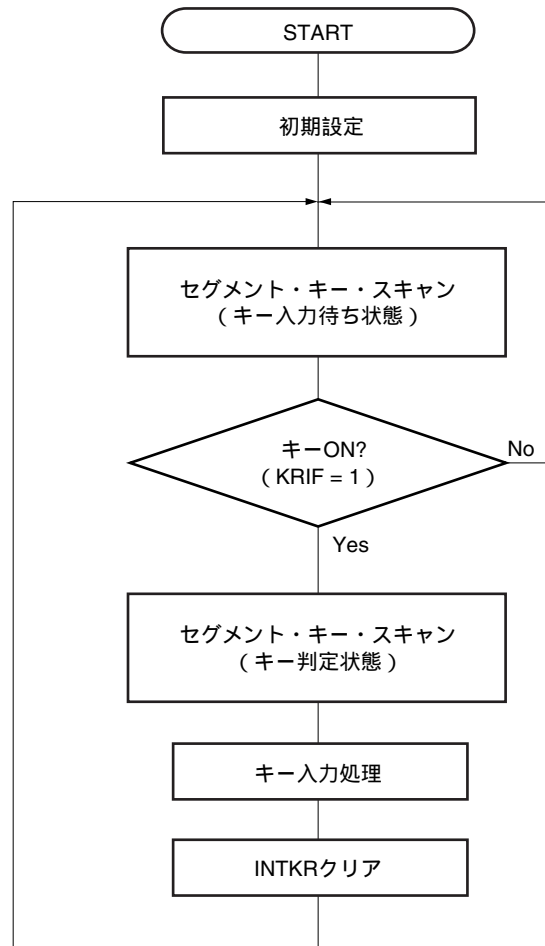 START
初期設定
セグメント・キー・スキャン
（キー入力待ち状態）
キーON?
（KRIF = 1）
No
Yes
セグメント・キー・スキャン
（キー判定状態）
キー入力処理
INTKRクリア